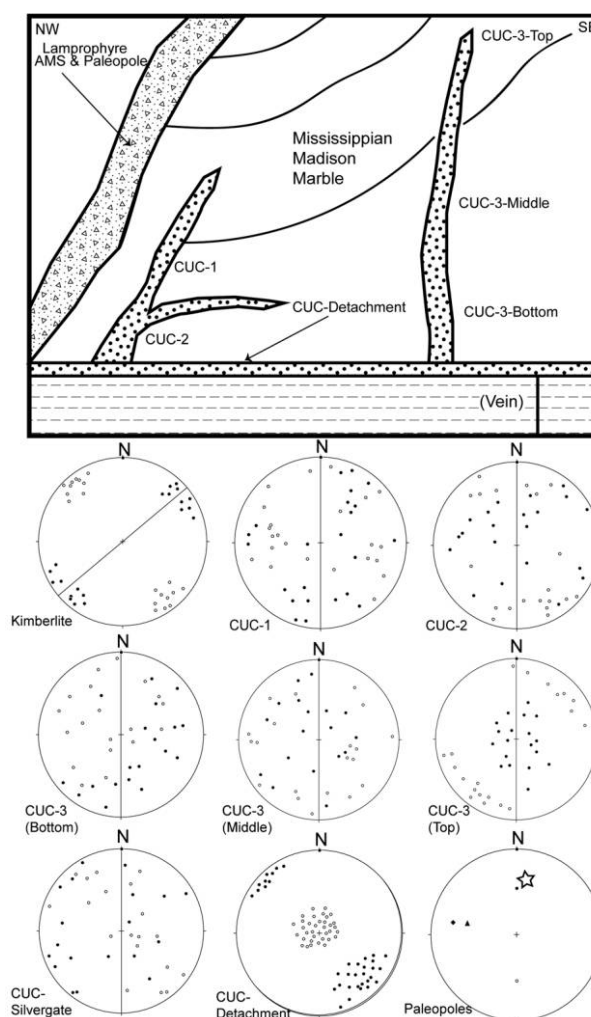 NW
SE
Lamprophyre
AMS & Paleopole
CUC-3-Top
Mississippian
Madison
Marble
CUC-3-Middle
CUC-1
CUC-Detachment
CUC-3-Bottom
CUC-2
(Vein)
N
N
N
Kimberlite
CUC-1
CUC-2
N
N
N
CUC-3
(Bottom)
CUC-3
(Middle)
CUC-3
(Top)
N
N
N
CUC-
Silvergate
CUC-
Detachment
Paleopoles